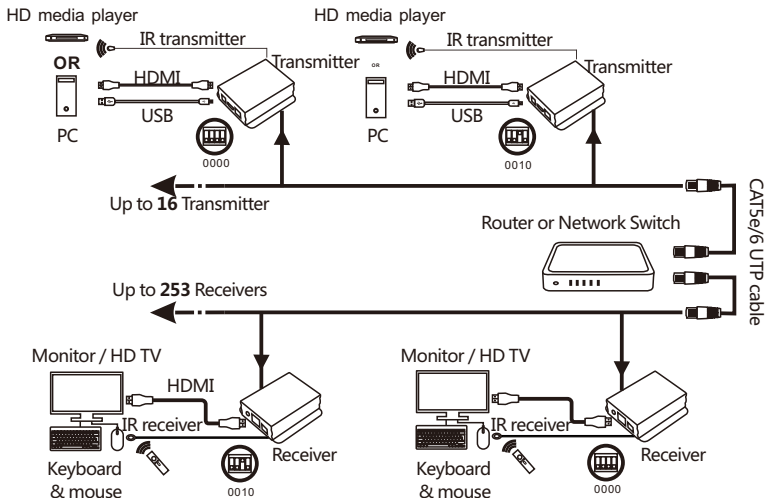 HD media player
IR transmitter
OR
HDMI
Transmitter
USB
PC
0000
HD media player
IR transmitter
OR
HDMI
Transmitter
USB
PC
0010
Up to 16 Transmitter
Router or Network Switch
CAT5e/6 UTP cable
Up to 253 Receivers
Monitor / HD TV
HDMI
IR receiver
Receiver
Keyboard
& mouse
0010
Monitor / HD TV
IR receiver
Receiver
Keyboard
& mouse
0000